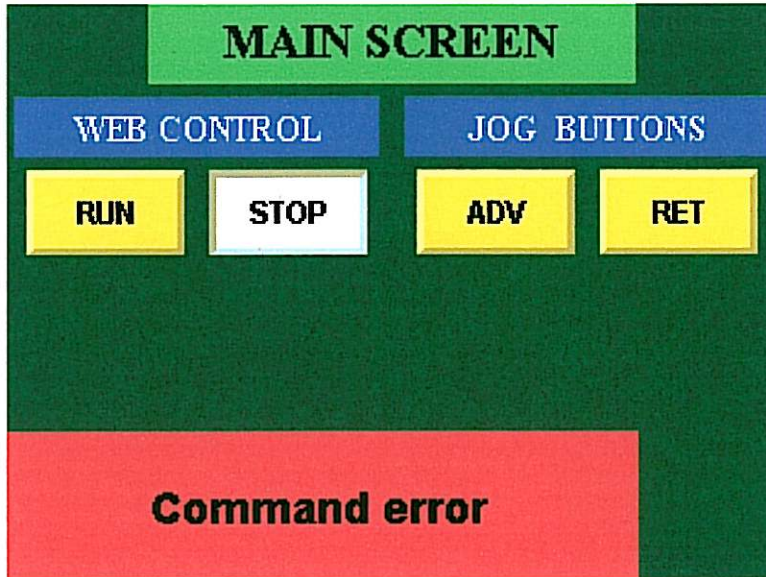 MAIN SCREEN
WEB CONTROL JOG BUTTONS
RUN STOP ADV RET
Command error